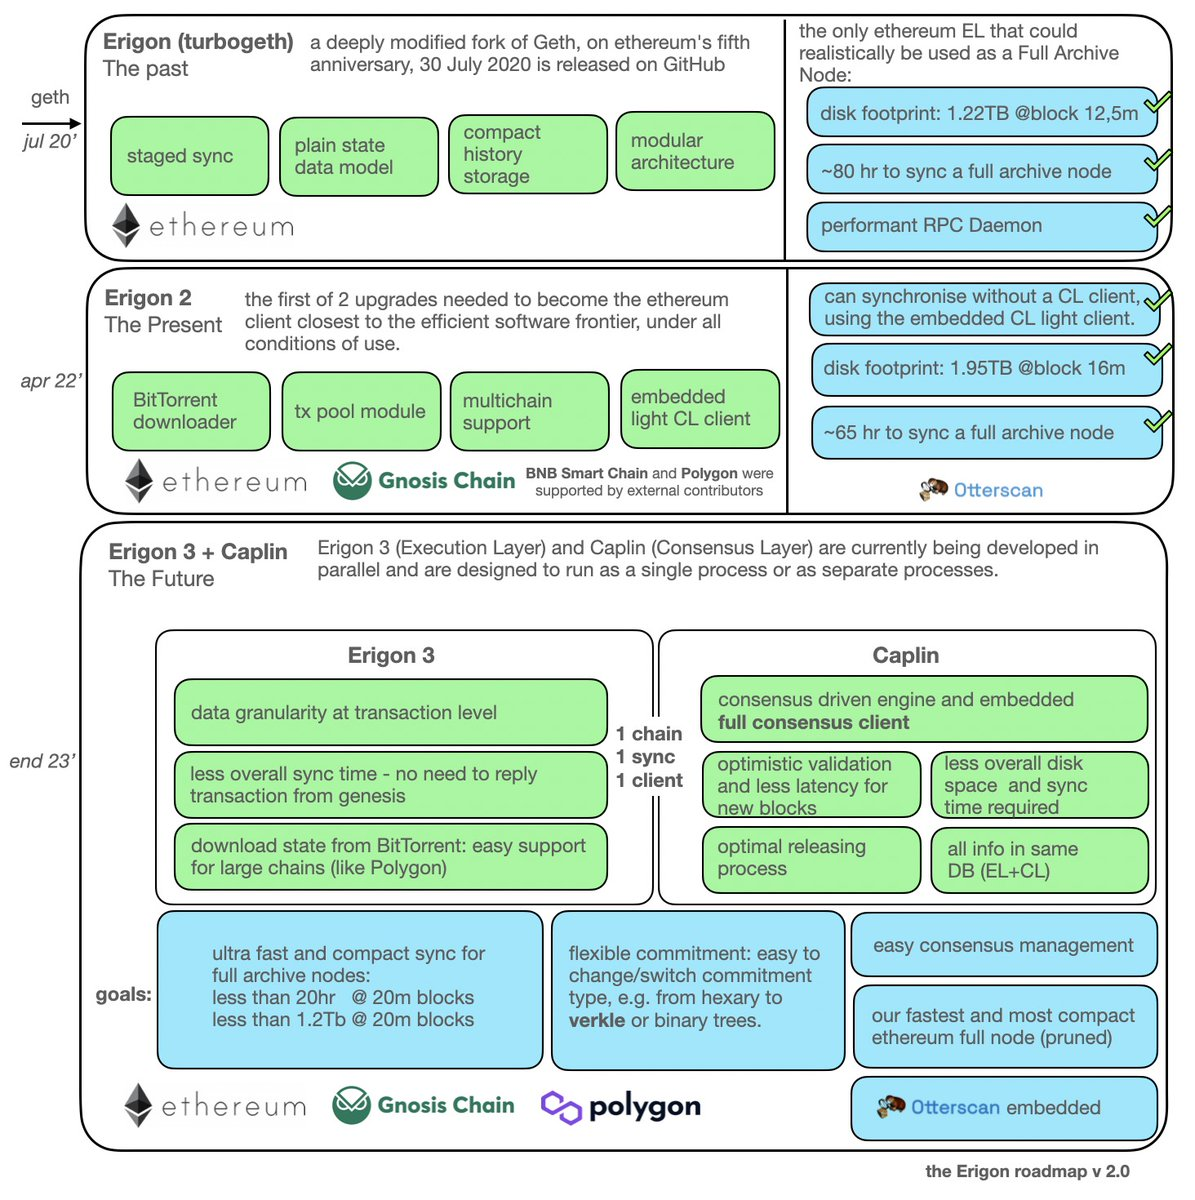 Erigon (turbogeth)
The past
a deeply modified fork of Geth, on ethereum's fifth
anniversary, 30 July 2020 is released on GitHub
the only ethereum EL that could
realistically be used as a Full Archive
Node:
geth
jul 20’
staged sync
plain state
data model
compact
history
storage
modular
architecture
disk footprint: 1.22TB @block 12,5m
~80 hr to sync a full archive node
performant RPC Daemon
ethereum
Erigon 2
The Present
the first of 2 upgrades needed to become the ethereum
client closest to the efficient software frontier, under all
conditions of use.
can synchronise without a CL client,
using the embedded CL light client.
disk footprint: 1.95TB @block 16m
~65 hr to sync a full archive node
apr 22’
BitTorrent
downloader
tx pool module
multichain
support
embedded
light CL client
ethereum
Gnosis Chain
BNB Smart Chain and Polygon were
supported by external contributors
Otterscan
Erigon 3 + Caplin
The Future
Erigon 3 (Execution Layer) and Caplin (Consensus Layer) are currently being developed in
parallel and are designed to run as a single process or as separate processes.
end 23’
Erigon 3
data granularity at transaction level
less overall sync time - no need to reply
transaction from genesis
download state from BitTorrent: easy support
for large chains (like Polygon)
1 chain
1 sync
1 client
Caplin
consensus driven engine and embedded
full consensus client
optimistic validation
and less latency for
new blocks
less overall disk
space and sync
time required
optimal releasing
process
all info in same
DB (EL+CL)
goals:
ultra fast and compact sync for
full archive nodes:
less than 20hr @ 20m blocks
less than 1.2Tb @ 20m blocks
flexible commitment: easy to
change/switch commitment
type, e.g. from hexary to
verkle or binary trees.
easy consensus management
our fastest and most compact
ethereum full node (pruned)
Otterscan embedded
ethereum
Gnosis Chain
polygon
the Erigon roadmap v 2.0